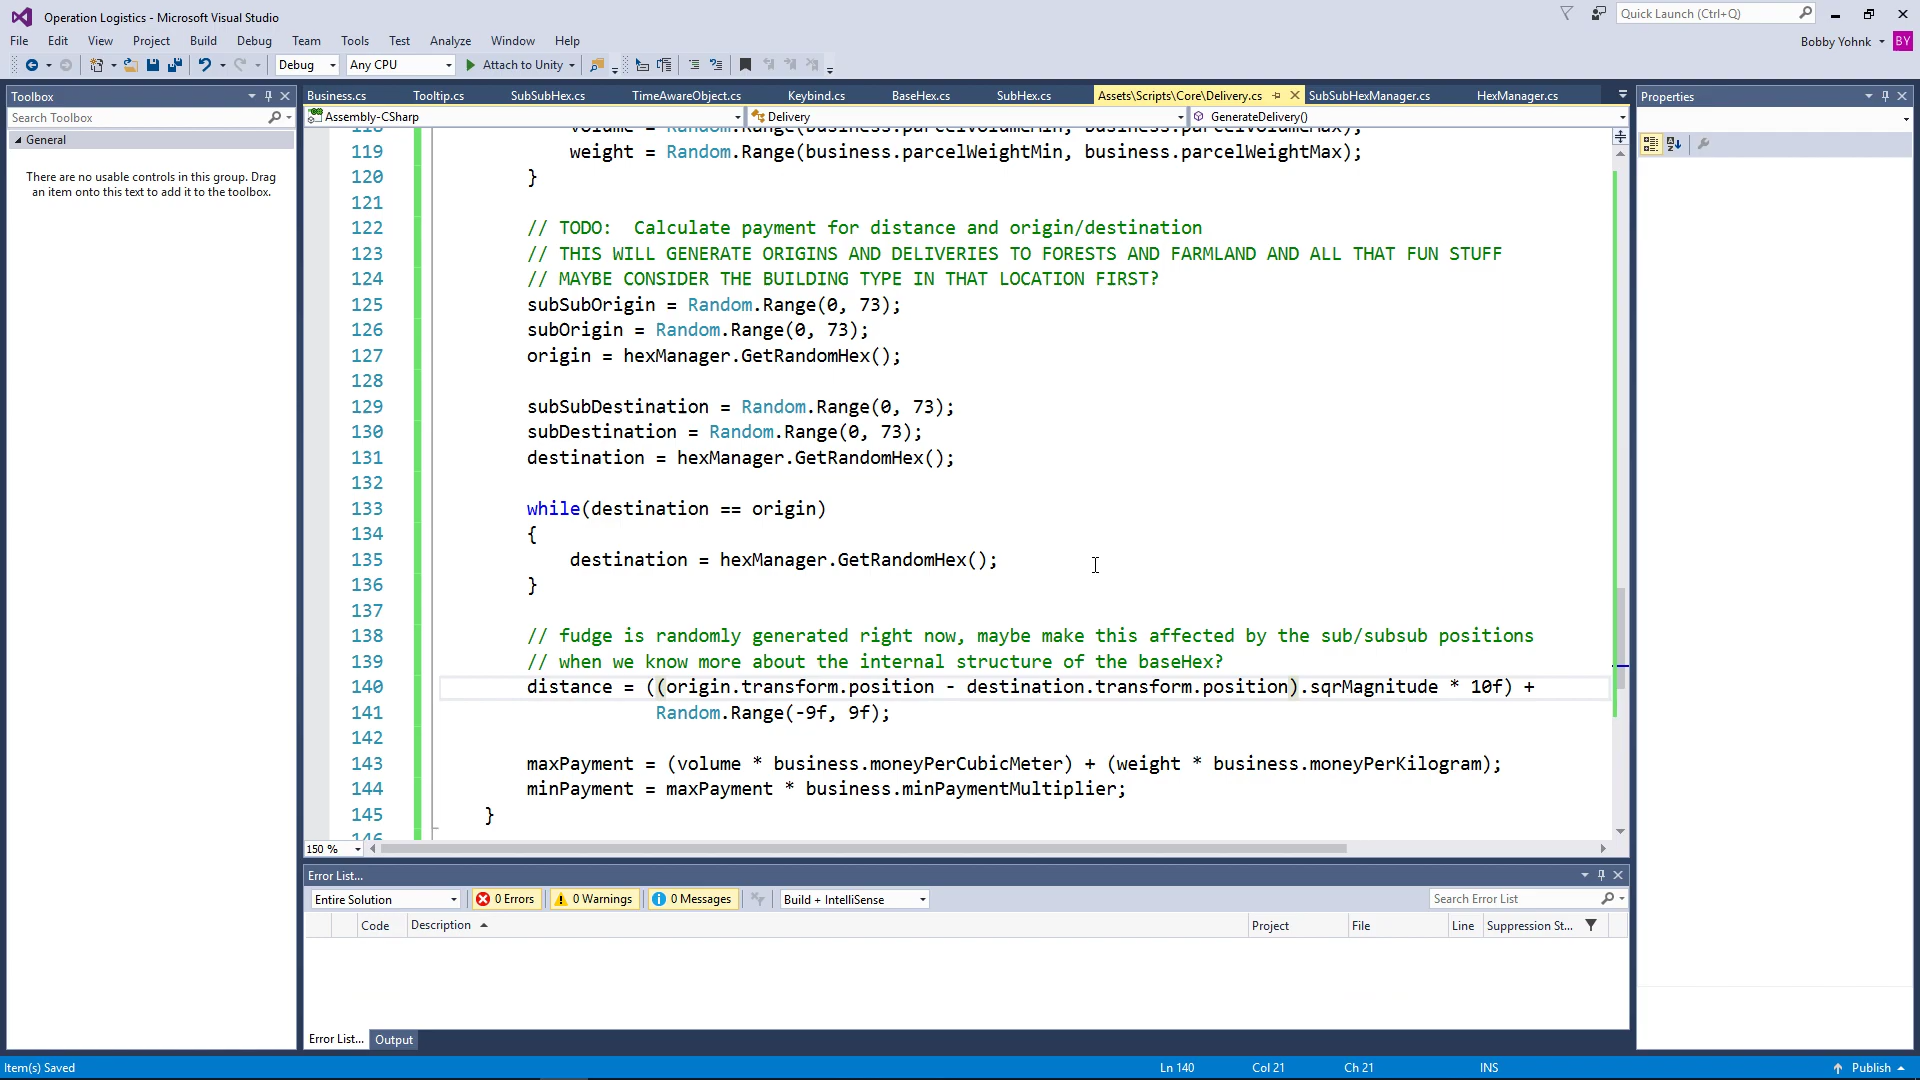 Operation Logistics - Microsoft Visual Studio
Quick Launch (Ctrl+Q)
File Edit View Project Build Debug Team Tools Test Analyze Window Help
Bobby Yohnk BY
Debug Any CPU Attach to Unity
Toolbox
Search Toolbox
General
There are no usable controls in this group. Drag
an item onto this text to add it to the toolbox.
Business.cs Tooltip.cs SubSubHex.cs TimeAwareObject.cs Keybind.cs BaseHex.cs SubHex.cs Assets\Scripts\Core\Delivery.cs SubSubHexManager.cs HexManager.cs
Assembly-CSharp Delivery GenerateDelivery()
118 volume = Random.Range(business.parcelVolumeMin, business.parcelVolumeMax);
119 weight = Random.Range(business.parcelWeightMin, business.parcelWeightMax);
120 }
121
122 // TODO:  Calculate payment for distance and origin/destination
123 // THIS WILL GENERATE ORIGINS AND DELIVERIES TO FORESTS AND FARMLAND AND ALL THAT FUN STUFF
124 // MAYBE CONSIDER THE BUILDING TYPE IN THAT LOCATION FIRST?
125 subSubOrigin = Random.Range(0, 73);
126 subOrigin = Random.Range(0, 73);
127 origin = hexManager.GetRandomHex();
128
129 subSubDestination = Random.Range(0, 73);
130 subDestination = Random.Range(0, 73);
131 destination = hexManager.GetRandomHex();
132
133 while(destination == origin)
134 {
135 destination = hexManager.GetRandomHex();
136 }
137
138 // fudge is randomly generated right now, maybe make this affected by the sub/subsub positions
139 // when we know more about the internal structure of the baseHex?
140 distance = ((origin.transform.position - destination.transform.position).sqrMagnitude * 10f) +
141 Random.Range(-9f, 9f);
142
143 maxPayment = (volume * business.moneyPerCubicMeter) + (weight * business.moneyPerKilogram);
144 minPayment = maxPayment * business.minPaymentMultiplier;
145 }
146
150 %
Properties
Error List...
Entire Solution 0 Errors 0 Warnings 0 Messages Build + IntelliSense Search Error List
Code Description Project File Line Suppression St...
Error List... Output
Item(s) Saved Ln 140 Col 21 Ch 21 INS Publish